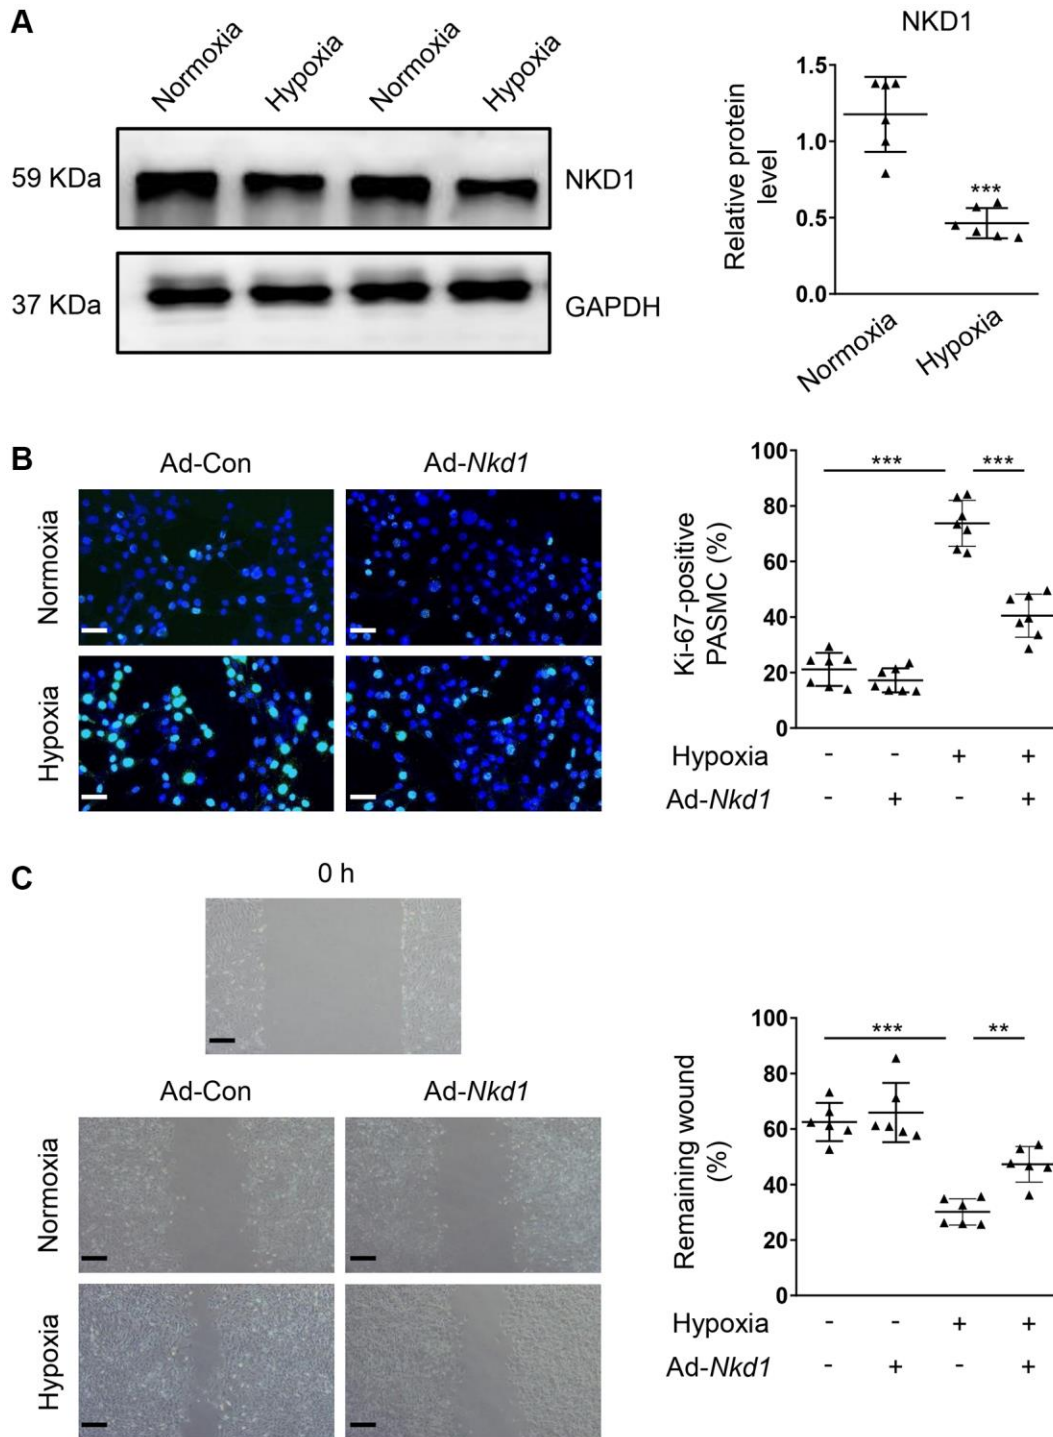 A
Normoxia
Hypoxia
Normoxia
Hypoxia
59 KDa
NKD1
37 KDa
GAPDH
NKD1
Relative protein
level
1.5
1.0
0.5
0.0
***
Normoxia
Hypoxia
B
Ad-Con
Ad-Nkd1
Normoxia
Hypoxia
Ki-67-positive
PASMC (%)
100
80
60
40
20
0
*** ***
Hypoxia - - + +
Ad-Nkd1 - + - +
C
0 h
Ad-Con
Ad-Nkd1
Normoxia
Hypoxia
Remaining wound
(%)
100
80
60
40
20
0
*** **
Hypoxia - - + +
Ad-Nkd1 - + - +